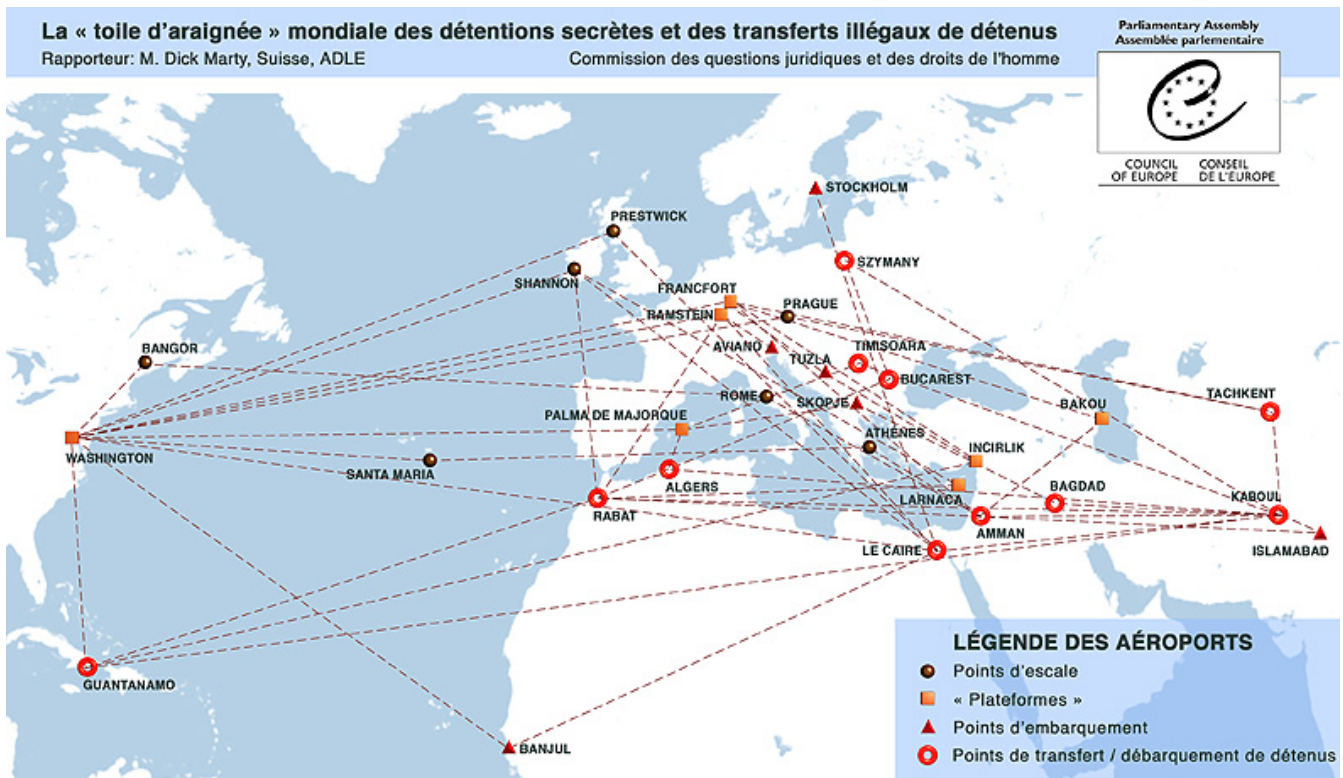 La « toile d'araignée » mondiale des détentions secrètes et des transferts illégaux de détenus
Rapporteur: M. Dick Marty, Suisse, ADLE
Commission des questions juridiques et des droits de l'homme
Parliamentary Assembly
Assemblée parlementaire
COUNCIL CONSEIL
OF EUROPE DE L'EUROPE
STOCKHOLM
PRESTWICK
SZYMANY
SHANNON
FRANCFORT
PRAGUE
RAMSTEIN
BANGOR
AVIANO
TIMISOARA
TUZLA
BUCAREST
ROME
SKOPJE
TACHKENT
BAKOU
PALMA DE MAJORQUE
ATHÈNES
WASHINGTON
SANTA MARIA
INCIRLIK
ALGERS
BAGDAD
LARNACA
KABOUL
RABAT
AMMAN
LE CAIRE
ISLAMABAD
GUANTANAMO
BANJUL
LÉGENDE DES AÉROPORTS
Points d'escale
« Plateformes »
Points d'embarquement
Points de transfert / débarquement de détenus